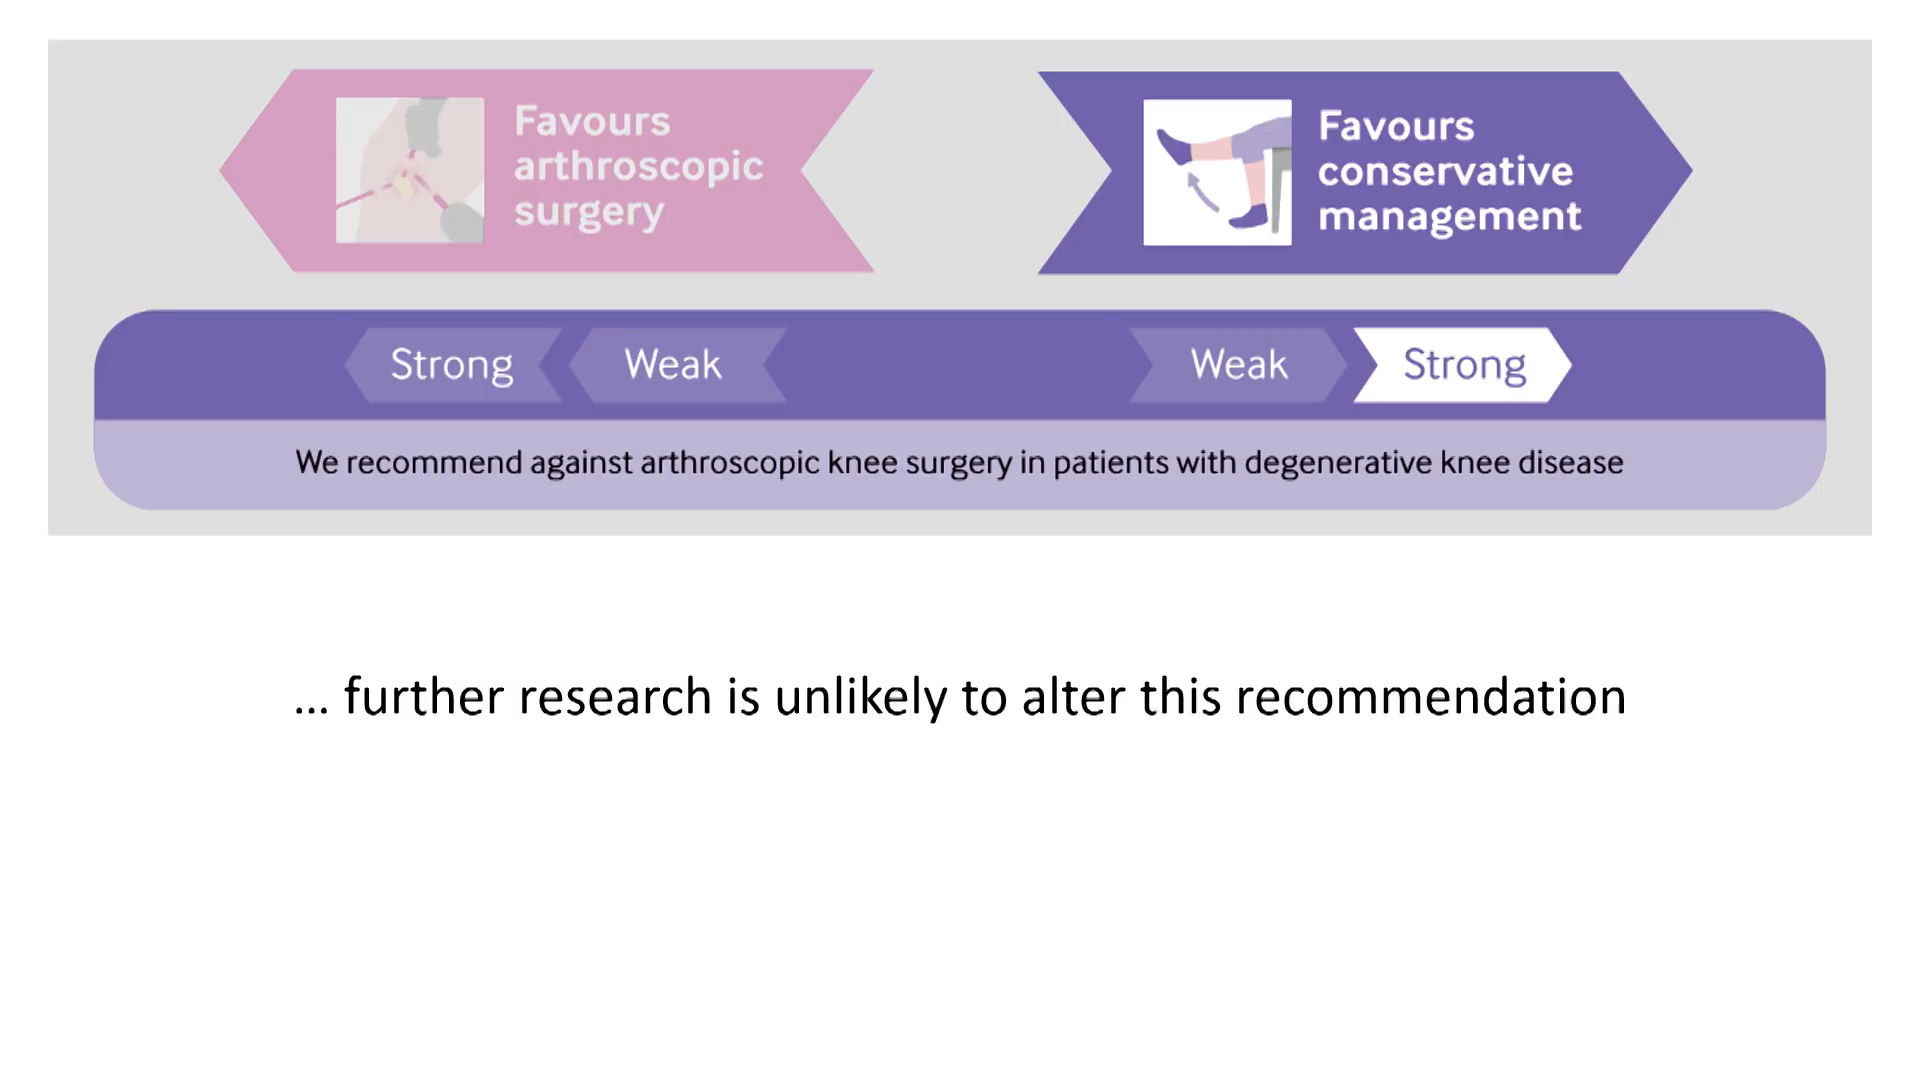 Favours
arthroscopic
surgery
Favours
conservative
management
Strong Weak Weak Strong
We recommend against arthroscopic knee surgery in patients with degenerative knee disease
... further research is unlikely to alter this recommendation